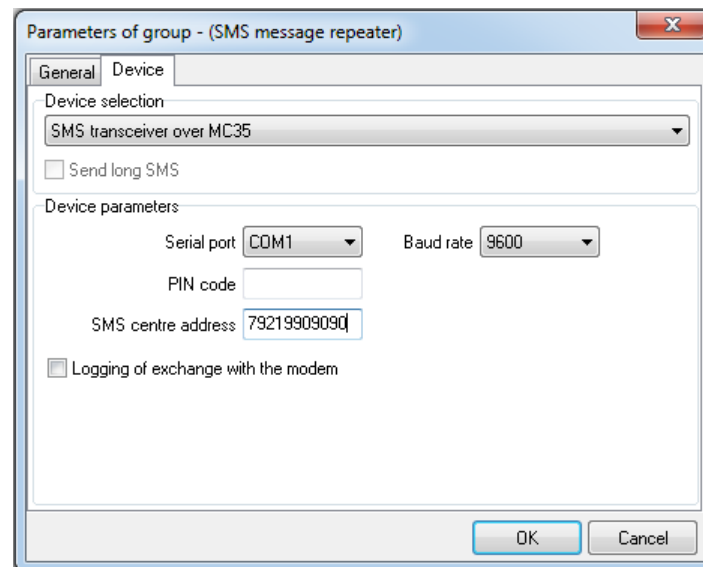 Parameters of group - (SMS message repeater)
General Device
Device selection
SMS transceiver over MC35
Send long SMS
Device parameters
Serial port COM1 Baud rate 9600
PIN code
SMS centre address 79219909090
Logging of exchange with the modem
OK Cancel